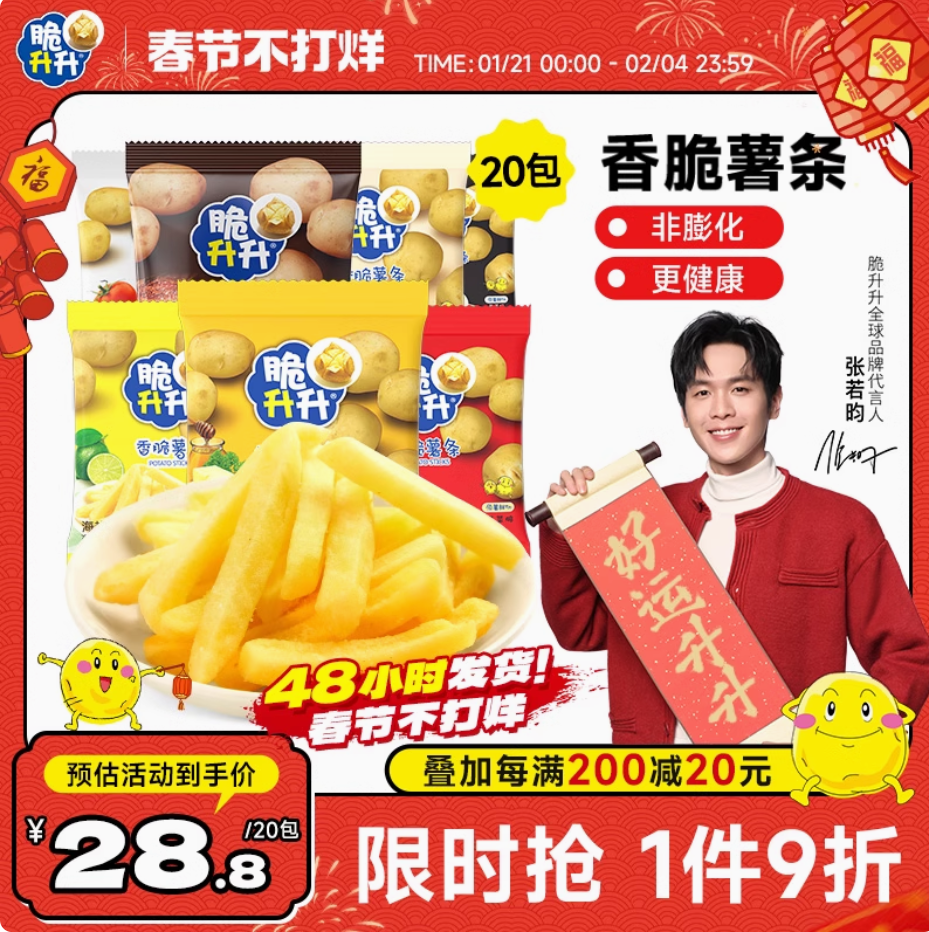 脆升升
春节不打烊
TIME:01/21 00:00 - 02/04 23:59
福
福
20包
香脆薯条
非膨化
更健康
脆升升全球品牌代言人
张若昀
脆升升
脆升升
脆薯条
脆升升
香脆薯
POTATO STICK
脆升升
脆升升
脆薯条
好运升升
48小时发货!
春节不打烊
预估活动到手价
¥28.8/20包
叠加每满200减20元
限时抢 1件9折